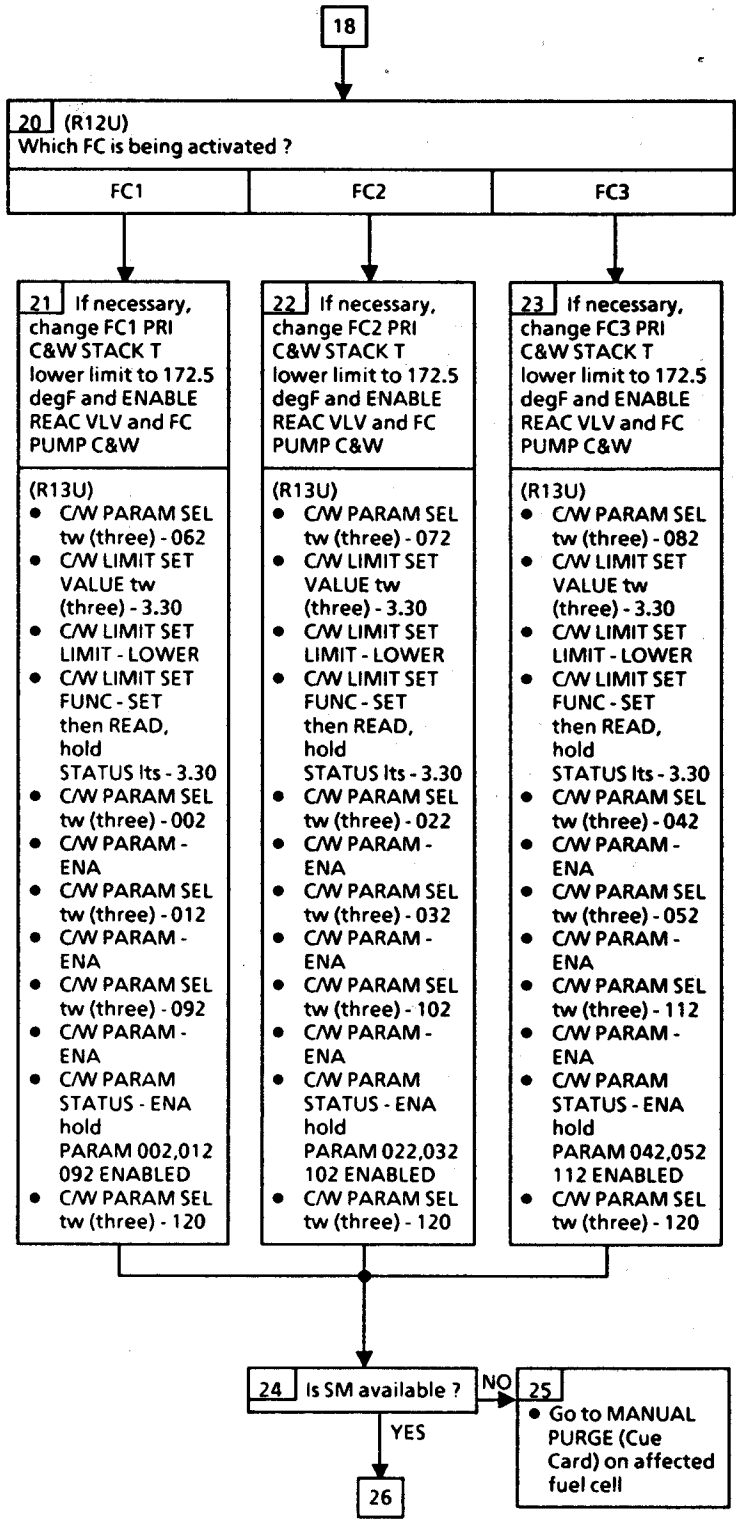 18
20 (R12U)
Which FC is being activated ?
FC1
FC2
FC3
21 If necessary,
change FC1 PRI
C&W STACK T
lower limit to 172.5
degF and ENABLE
REAC VLV and FC
PUMP C&W
(R13U)
● C/W PARAM SEL
tw (three) - 062
● C/W LIMIT SET
VALUE tw
(three) - 3.30
● C/W LIMIT SET
LIMIT - LOWER
● C/W LIMIT SET
FUNC - SET
then READ,
hold
STATUS lts - 3.30
● C/W PARAM SEL
tw (three) - 002
● C/W PARAM -
ENA
● C/W PARAM SEL
tw (three) - 012
● C/W PARAM -
ENA
● C/W PARAM SEL
tw (three) - 092
● C/W PARAM -
ENA
● C/W PARAM
STATUS - ENA
hold
PARAM 002,012
092 ENABLED
● C/W PARAM SEL
tw (three) - 120
22 If necessary,
change FC2 PRI
C&W STACK T
lower limit to 172.5
degF and ENABLE
REAC VLV and FC
PUMP C&W
(R13U)
● C/W PARAM SEL
tw (three) - 072
● C/W LIMIT SET
VALUE tw
(three) - 3.30
● C/W LIMIT SET
LIMIT - LOWER
● C/W LIMIT SET
FUNC - SET
then READ,
hold
STATUS lts - 3.30
● C/W PARAM SEL
tw (three) - 022
● C/W PARAM -
ENA
● C/W PARAM SEL
tw (three) - 032
● C/W PARAM -
ENA
● C/W PARAM SEL
tw (three) - 102
● C/W PARAM -
ENA
● C/W PARAM
STATUS - ENA
hold
PARAM 022,032
102 ENABLED
● C/W PARAM SEL
tw (three) - 120
23 If necessary,
change FC3 PRI
C&W STACK T
lower limit to 172.5
degF and ENABLE
REAC VLV and FC
PUMP C&W
(R13U)
● C/W PARAM SEL
tw (three) - 082
● C/W LIMIT SET
VALUE tw
(three) - 3.30
● C/W LIMIT SET
LIMIT - LOWER
● C/W LIMIT SET
FUNC - SET
then READ,
hold
STATUS lts - 3.30
● C/W PARAM SEL
tw (three) - 042
● C/W PARAM -
ENA
● C/W PARAM SEL
tw (three) - 052
● C/W PARAM -
ENA
● C/W PARAM SEL
tw (three) - 112
● C/W PARAM -
ENA
● C/W PARAM
STATUS - ENA
hold
PARAM 042,052
112 ENABLED
● C/W PARAM SEL
tw (three) - 120
24 Is SM available ?
NO
YES
25
● Go to MANUAL
PURGE (Cue
Card) on affected
fuel cell
26